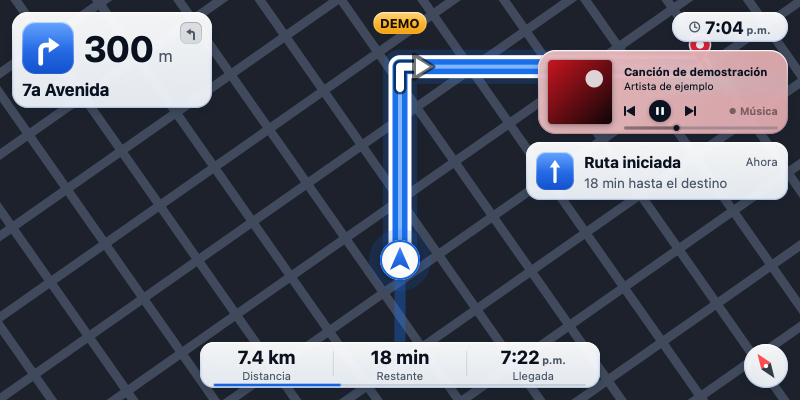 300 m
7a Avenida
DEMO
7:04 p.m.
Canción de demostración
Artista de ejemplo
Música
Ruta iniciada
Ahora
18 min hasta el destino
7.4 km
Distancia
18 min
Restante
7:22 p.m.
Llegada